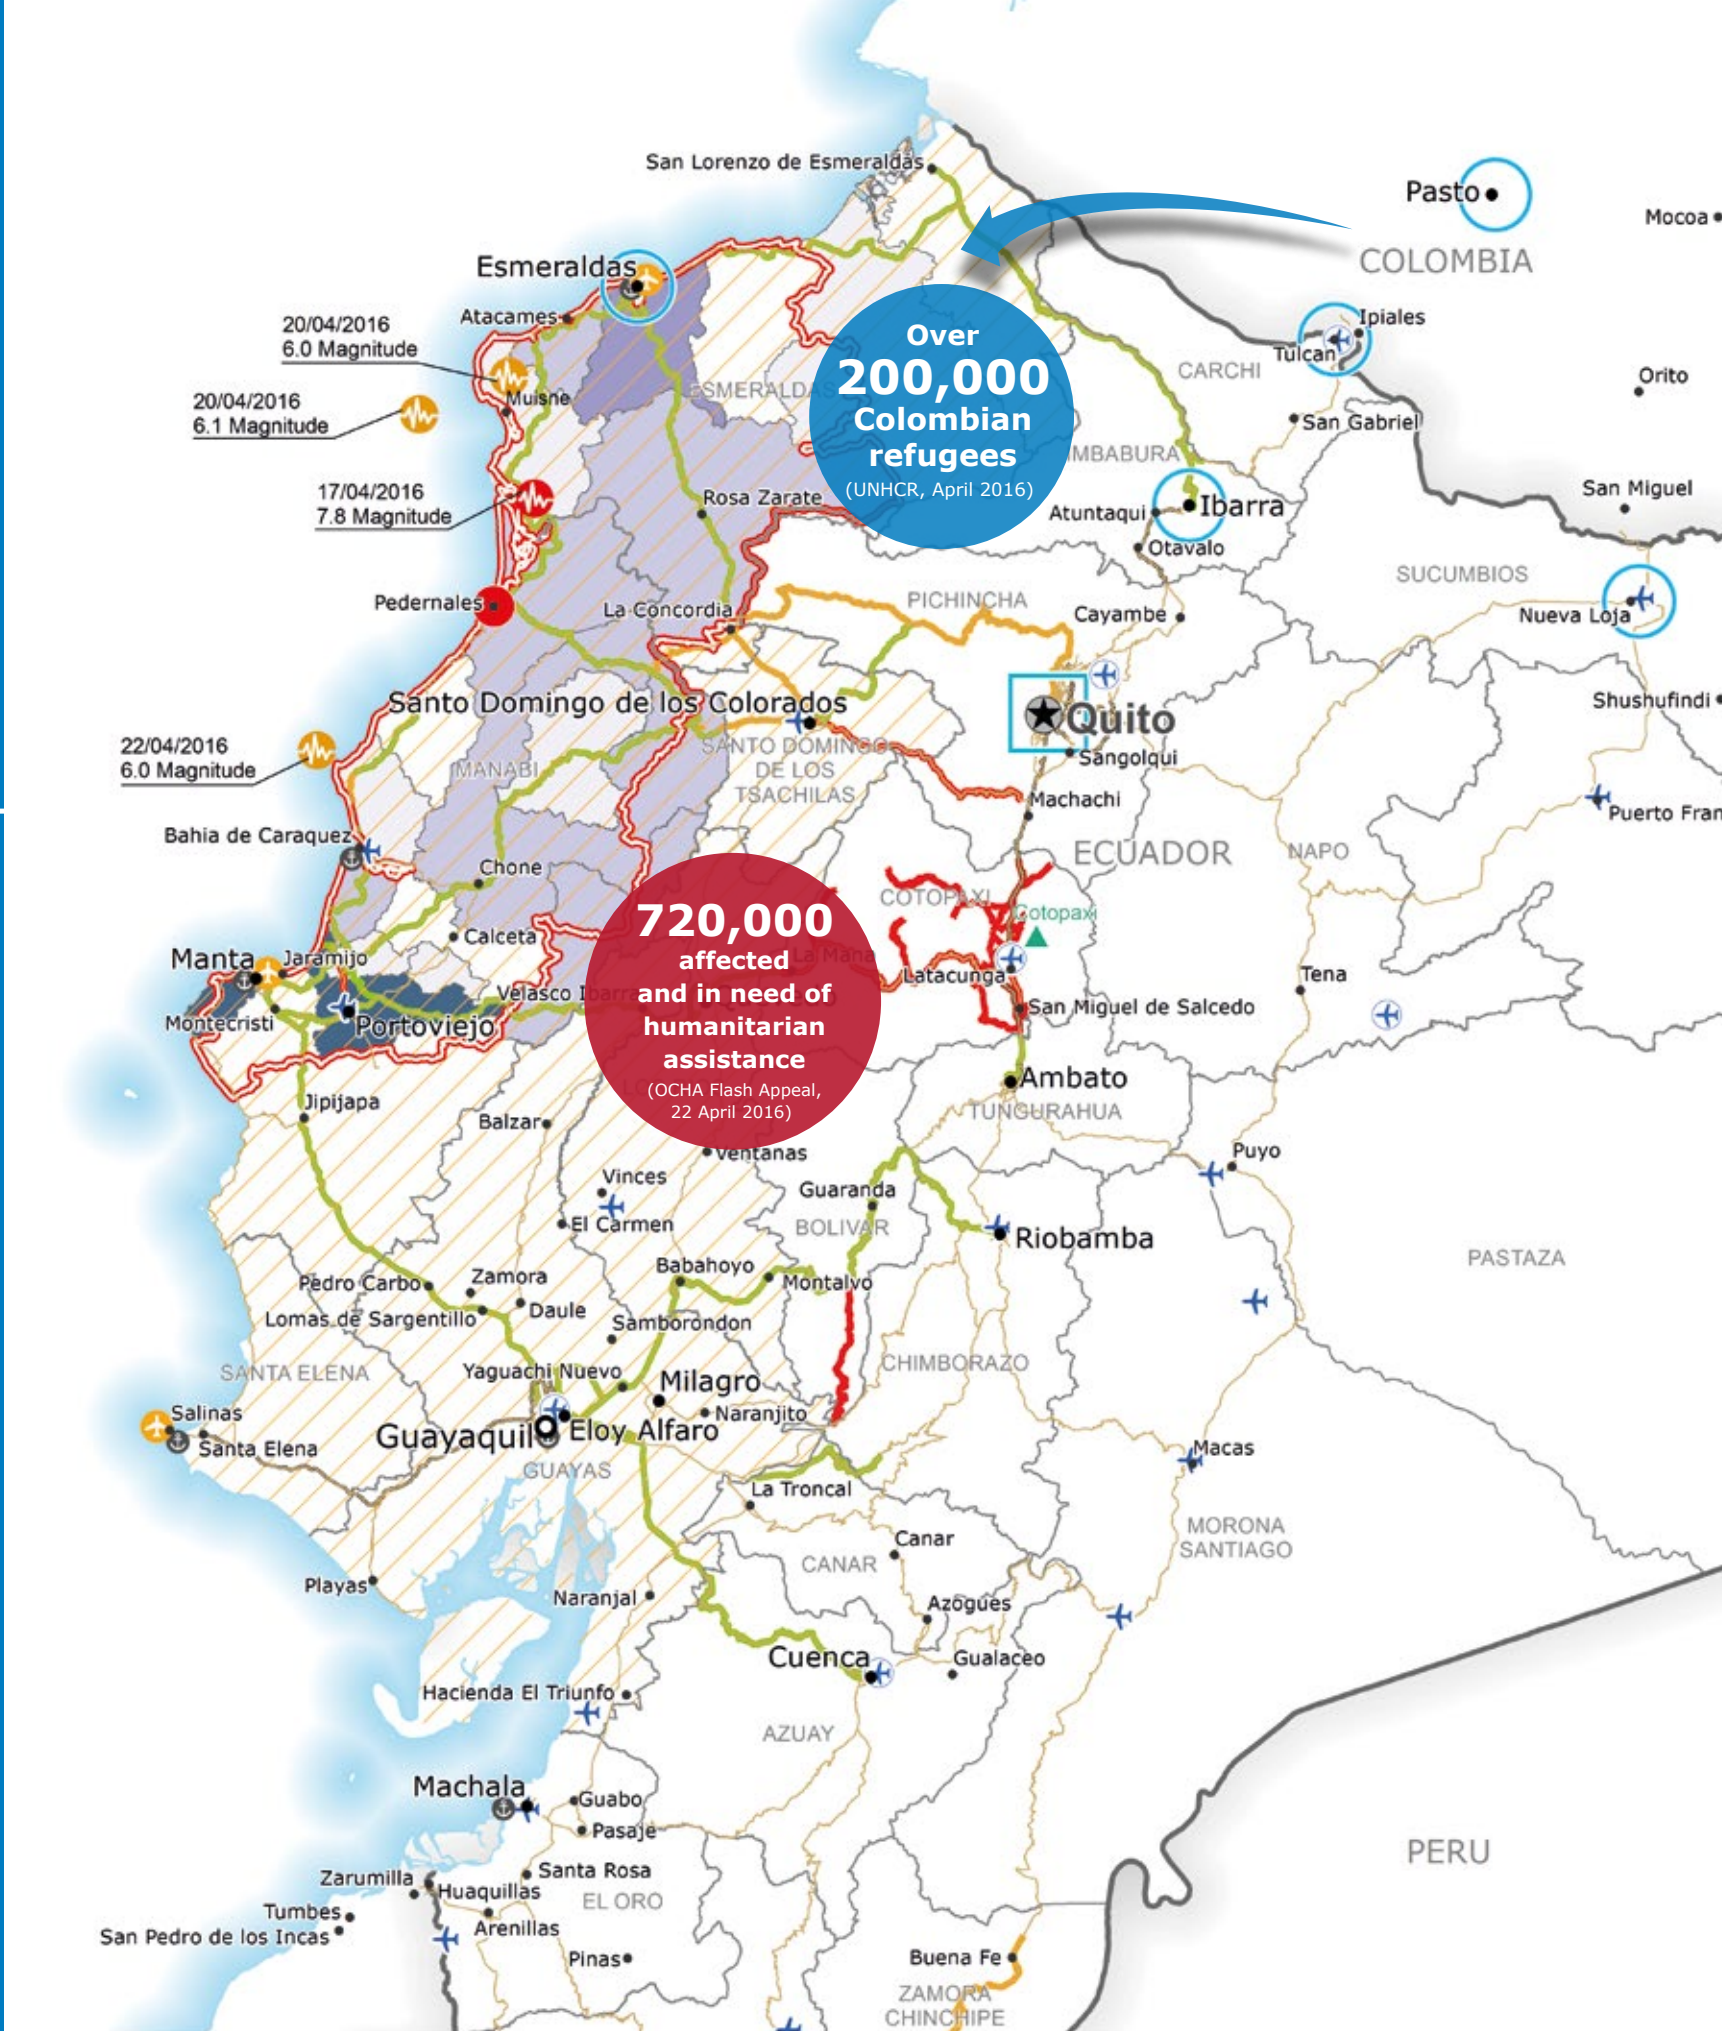 San Lorenzo de Esmeraldas
Pasto
Mocoa
COLOMBIA
Esmeraldas
Atacames
20/04/2016
6.0 Magnitude
Ipiales
Tulcan
CARCHI
Orito
Over
200,000
Colombian
refugees
(UNHCR, April 2016)
ESMERALDAS
Muisne
20/04/2016
6.1 Magnitude
San Gabriel
IMBABURA
17/04/2016
7.8 Magnitude
Rosa Zarate
San Miguel
Atuntaqui
Ibarra
Otavalo
SUCUMBIOS
Pedernales
La Concordia
PICHINCHA
Cayambe
Nueva Loja
Santo Domingo de los Colorados
Quito
Shushufindi
22/04/2016
6.0 Magnitude
MANABI
SANTO DOMINGO
DE LOS
TSACHILAS
Sangolqui
Machachi
Puerto Fran
Bahia de Caraquez
Chone
ECUADOR
NAPO
720,000
affected
and in need of
humanitarian
assistance
(OCHA Flash Appeal,
22 April 2016)
COTOPAXI
Cotopaxi
Calceta
La Mana
Manta
Jaramijo
Latacunga
Tena
Velasco Ibarra
Montecristi
Portoviejo
San Miguel de Salcedo
Jipijapa
Balzar
Ambato
TUNGURAHUA
Ventanas
Puyo
Vinces
Guaranda
El Carmen
BOLIVAR
Riobamba
PASTAZA
Pedro Carbo
Zamora
Babahoyo
Montalvo
Lomas de Sargentillo
Daule
Samborondon
SANTA ELENA
Yaguachi Nuevo
Milagro
CHIMBORAZO
Salinas
Santa Elena
Guayaquil
Eloy Alfaro
Naranjito
Macas
GUAYAS
La Troncal
MORONA
SANTIAGO
Canar
CANAR
Playas
Naranjal
Azogues
Cuenca
Gualaceo
Hacienda El Triunfo
AZUAY
Machala
Guabo
Pasaje
PERU
Zarumilla
Santa Rosa
Huaquillas
EL ORO
Tumbes
Arenillas
San Pedro de los Incas
Pinas
Buena Fe
ZAMORA
CHINCHIPE